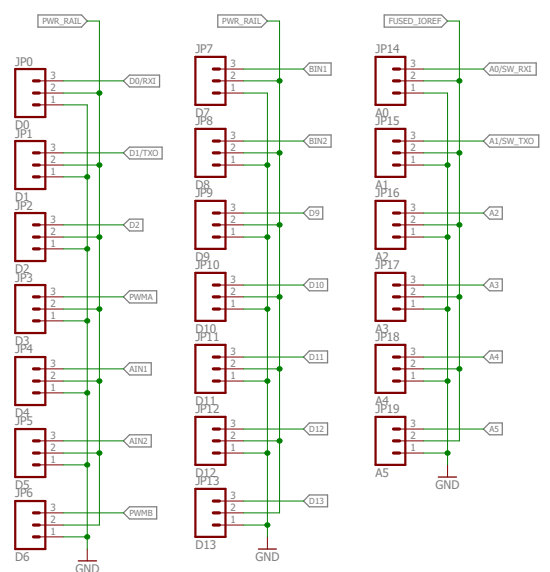 PWR_RAIL
JP0
3
2
1
D0/RXI
D0
JP1
3
2
1
D1/TXO
D1
JP2
3
2
1
D2
D2
JP3
3
2
1
PWMA
D3
JP4
3
2
1
AIN1
D4
JP5
3
2
1
AIN2
D5
JP6
3
2
1
PWMB
D6
GND
PWR_RAIL
JP7
3
2
1
BIN1
D7
JP8
3
2
1
BIN2
D8
JP9
3
2
1
D9
D9
JP10
3
2
1
D10
D10
JP11
3
2
1
D11
D11
JP12
3
2
1
D12
D12
JP13
3
2
1
D13
D13
GND
FUSED_IOREF
JP14
3
2
1
A0/SW_RXI
A0
JP15
3
2
1
A1/SW_TXO
A1
JP16
3
2
1
A2
A2
JP17
3
2
1
A3
A3
JP18
3
2
1
A4
A4
JP19
3
2
1
A5
A5
GND